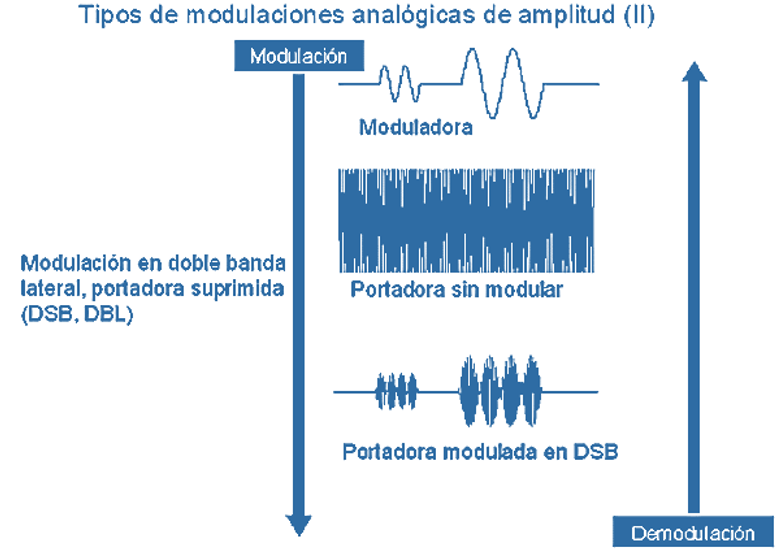 Tipos de modulaciones analógicas de amplitud (II)
Modulación
Moduladora
Modulación en doble banda
lateral, portadora suprimida
(DSB, DBL)
Portadora sin modular
Portadora modulada en DSB
Demodulación